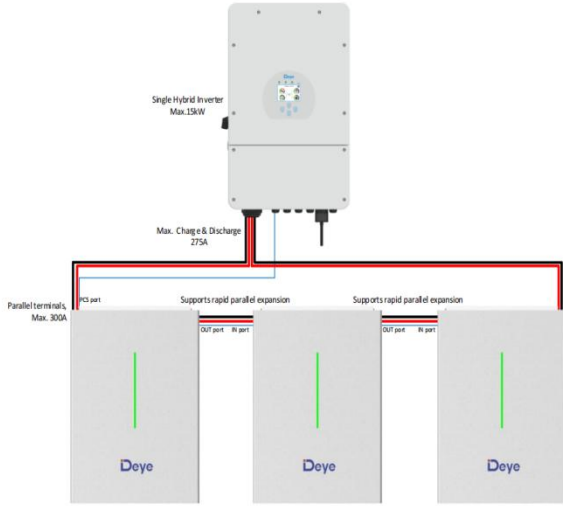 Deye
Single Hybrid Inverter
Max.15kW
Max. Charge & Discharge
275A
PCS port
Parallel terminals,
Max. 300A
Supports rapid parallel expansion
Supports rapid parallel expansion
OUT port IN port
OUT port IN port
Deye
Deye
Deye